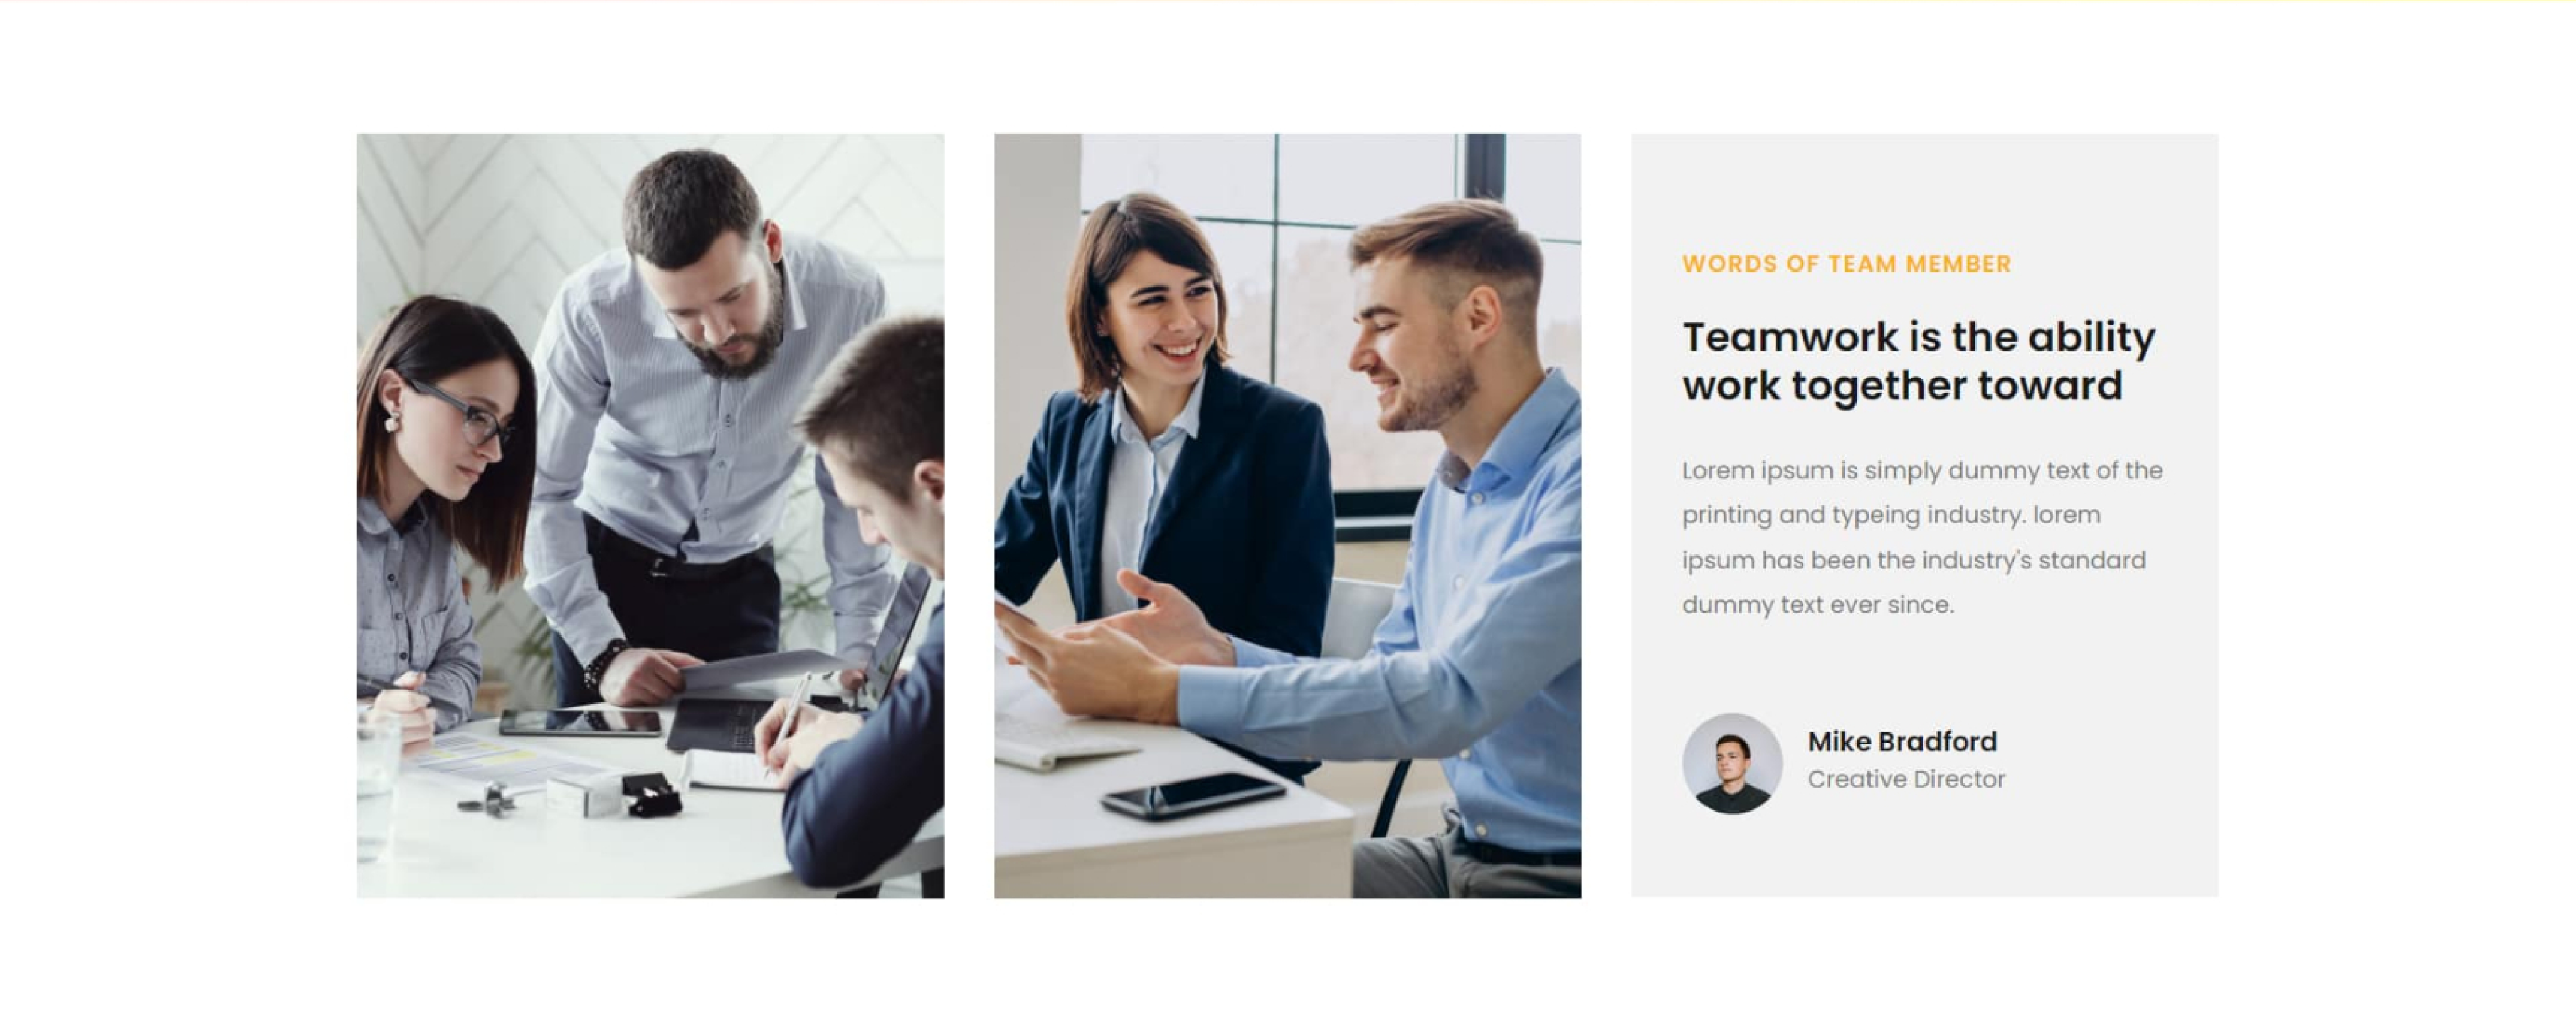 WORDS OF TEAM MEMBER
Teamwork is the ability
work together toward
Lorem ipsum is simply dummy text of the
printing and typeing industry. lorem
ipsum has been the industry's standard
dummy text ever since.
Mike Bradford
Creative Director